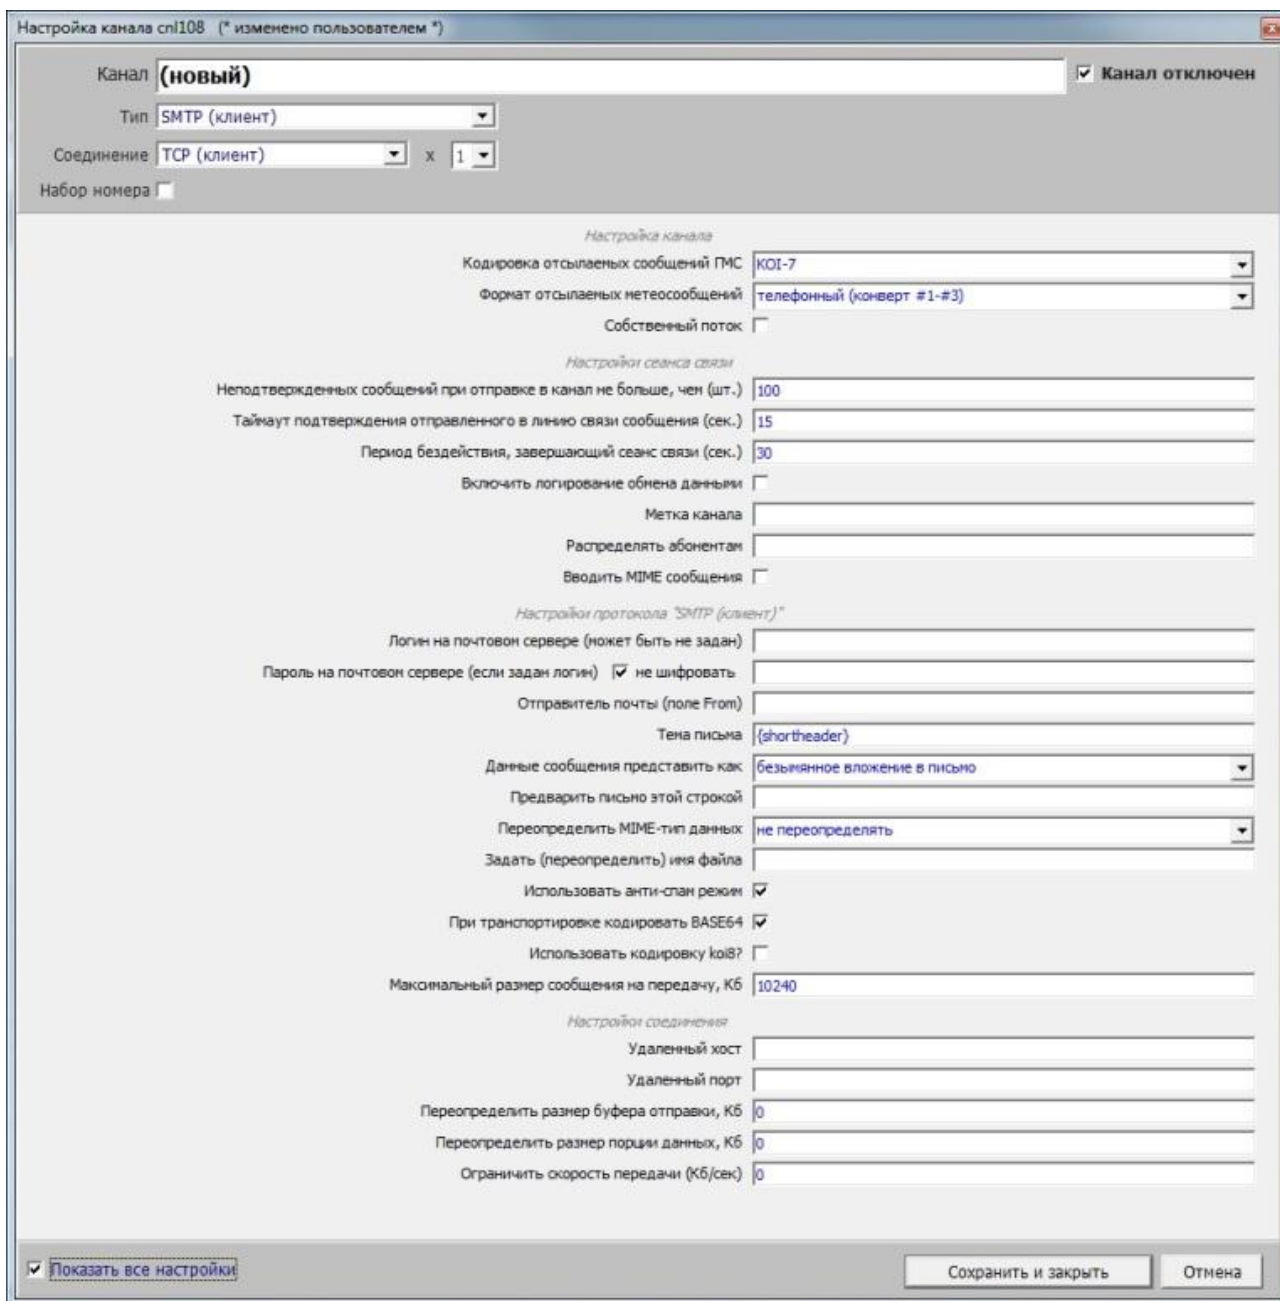 Настройка канала cnl108 (* изменено пользователем *)
Канал (новый) Канал отключен
Тип SMTP (клиент)
Соединение TCP (клиент) x 1
Набор номера
Настройка канала
Кодировка отсылаемых сообщений ГМС KOI-7
Формат отсылаемых метеосообщений телефонный (конверт #1-#3)
Собственный поток
Настройки сеанса связи
Неподтвержденных сообщений при отправке в канал не больше, чем (шт.) 100
Таймаут подтверждения отправленного в линию связи сообщения (сек.) 15
Период бездействия, завершающий сеанс связи (сек.) 30
Включить логирование обмена данными
Метка канала
Распределять абонентам
Вводить MIME сообщения
Настройки протокола "SMTP (клиент)"
Логин на почтовом сервере (может быть не задан)
Пароль на почтовом сервере (если задан логин) не шифровать
Отправитель почты (поле From)
Тема письма {shortheader}
Данные сообщения представить как безымянное вложение в письмо
Предварить письмо этой строкой
Переопределить MIME-тип данных не переопределять
Задать (переопределить) имя файла
Использовать анти-спам режим
При транспортировке кодировать BASE64
Использовать кодировку koi8?
Максимальный размер сообщения на передачу, Кб 10240
Настройки соединения
Удаленный хост
Удаленный порт
Переопределить размер буфера отправки, Кб 0
Переопределить размер порции данных, Кб 0
Ограничить скорость передачи (Кб/сек) 0
Показать все настройки Сохранить и закрыть Отмена